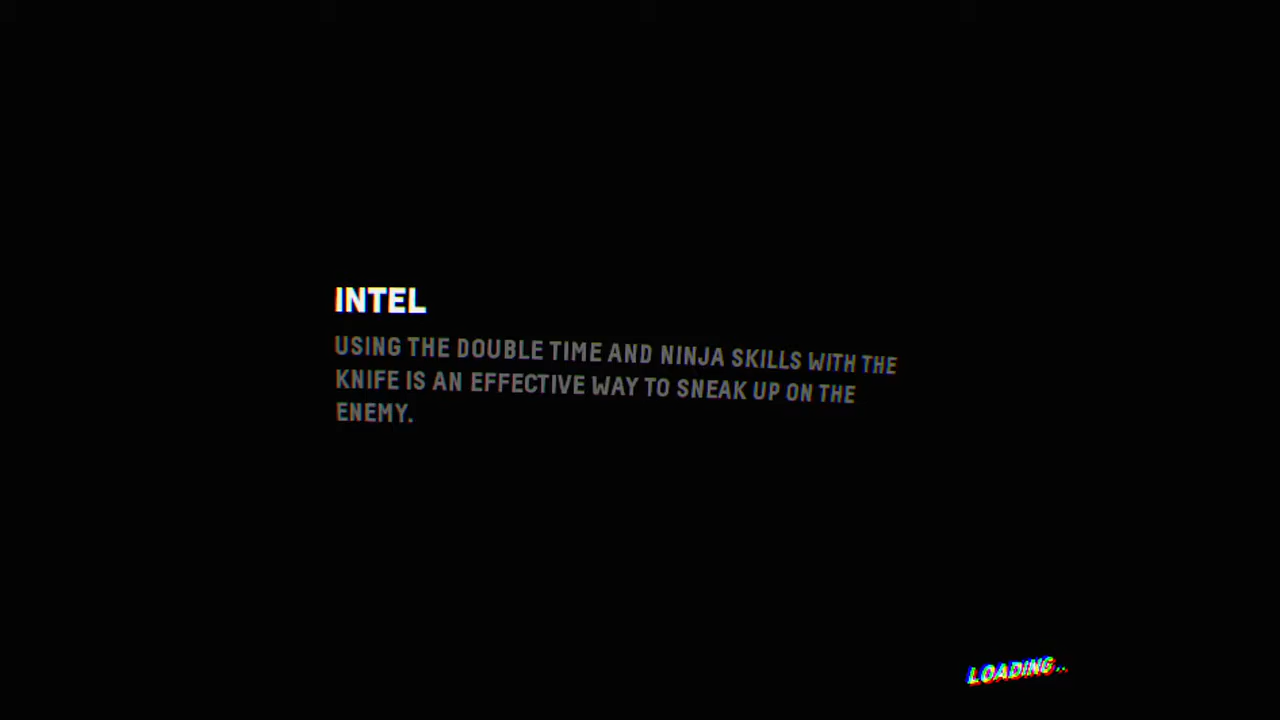 INTEL
USING THE DOUBLE TIME AND NINJA SKILLS WITH THE
KNIFE IS AN EFFECTIVE WAY TO SNEAK UP ON THE
ENEMY.
LOADING..